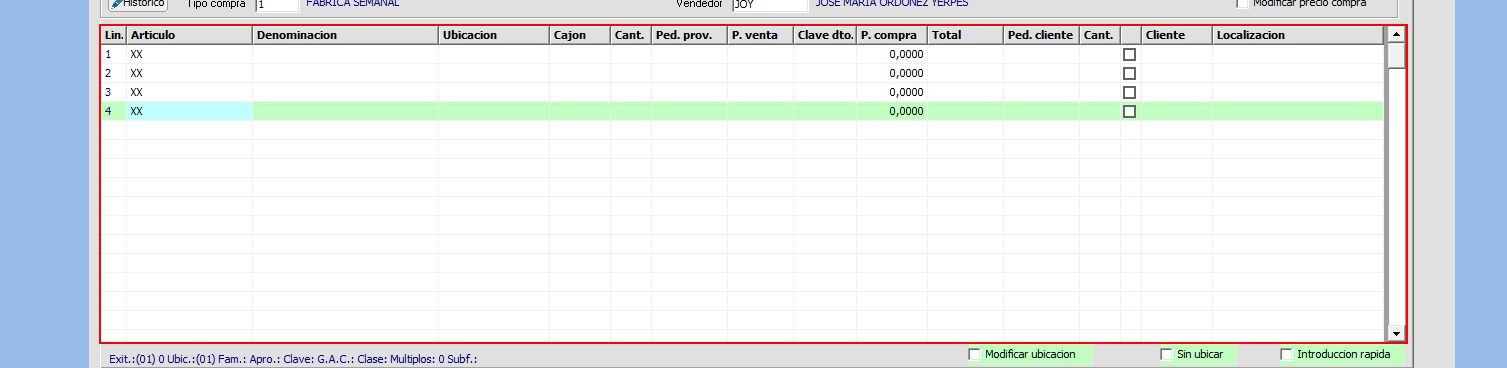 Historico Tipo compra 1 FABRICA SEMANAL Vendedor JOY JOSE MARIA ORDOÑEZ YERPES Modificar precio compra
Lin. Articulo Denominacion Ubicacion Cajon Cant. Ped. prov. P. venta Clave dto. P. compra Total Ped. cliente Cant. Cliente Localizacion
1 XX 0,0000
2 XX 0,0000
3 XX 0,0000
4 XX 0,0000
Exit.:(01) 0 Ubic.:(01) Fam.: Apro.: Clave: G.A.C.: Clase: Multiplos: 0 Subf.: Modificar ubicacion Sin ubicar Introduccion rapida